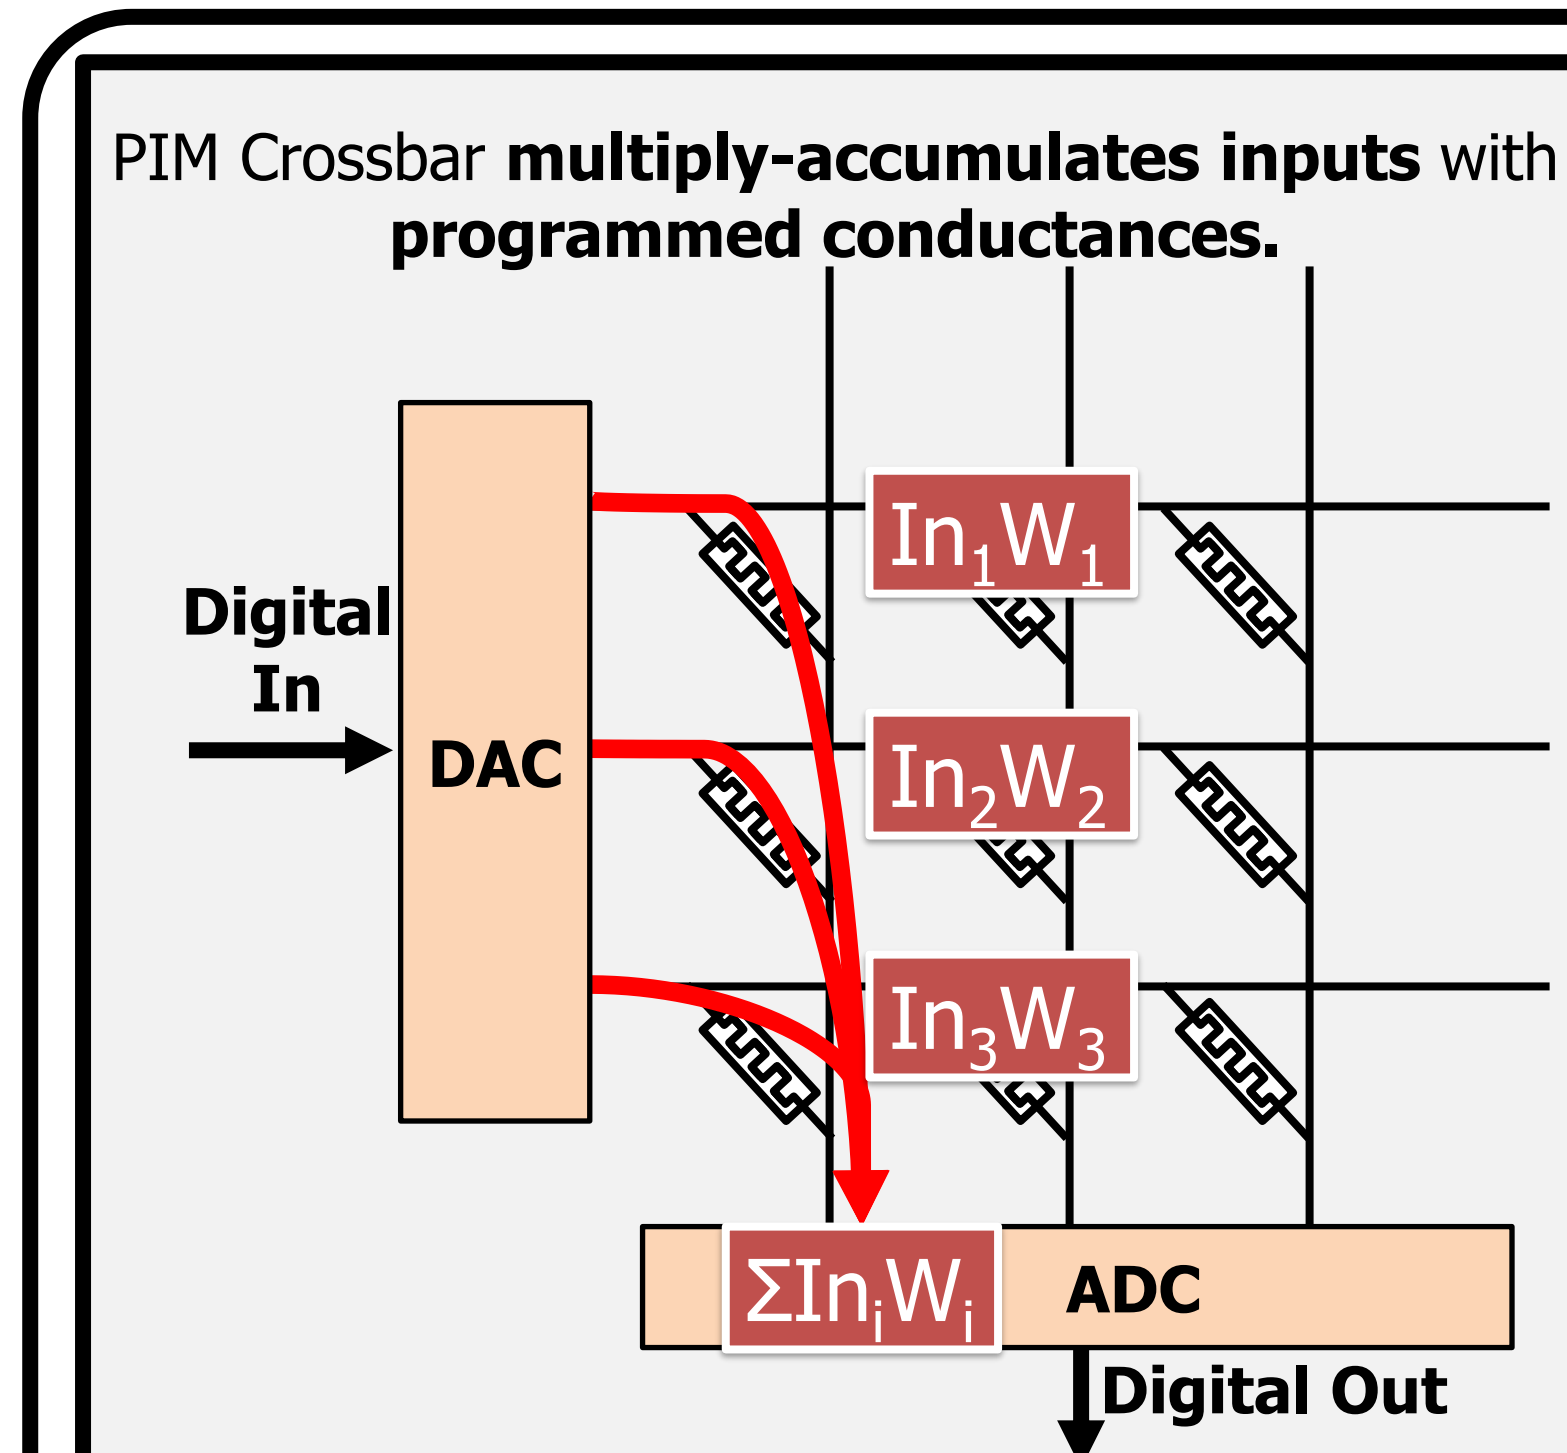 PIM Crossbar multiply-accumulates inputs with
programmed conductances.
In₁W₁
Digital
In
DAC
In₂W₂
In₃W₃
ΣInᵢWᵢ
ADC
Digital Out